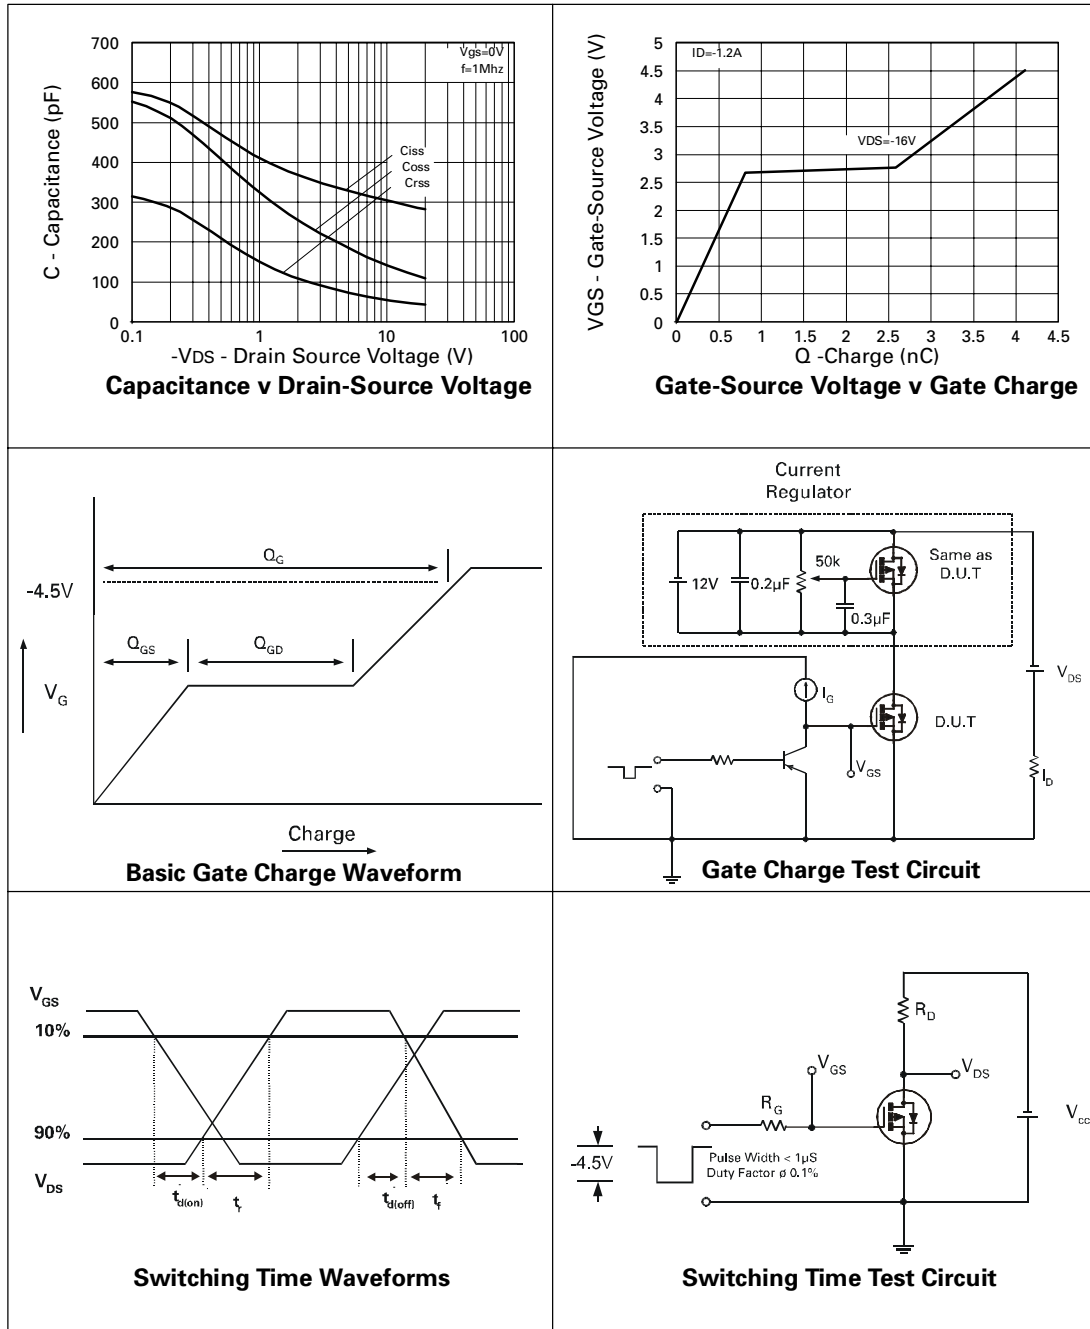 700
600
500
400
300
200
100
0
C - Capacitance (pF)
Vgs=0V
f=1Mhz
Ciss
Coss
Crss
0.1
1
10
100
-VDS - Drain Source Voltage (V)
Capacitance v Drain-Source Voltage
5
4.5
4
3.5
3
2.5
2
1.5
1
0.5
0
VGS - Gate-Source Voltage (V)
ID=-1.2A
VDS=-16V
0
0.5
1
1.5
2
2.5
3
3.5
4
4.5
Q -Charge (nC)
Gate-Source Voltage v Gate Charge
QG
-4.5V
QGS
QGD
VG
Charge
Basic Gate Charge Waveform
Current
Regulator
12V
0.2µF
50k
0.3µF
Same as
D.U.T
IG
VGS
D.U.T
VDS
ID
Gate Charge Test Circuit
VGS
10%
90%
VDS
td(on)
tr
td(off)
tf
Switching Time Waveforms
RD
VGS
VDS
RG
Vcc
-4.5V
Pulse Width < 1µS
Duty Factor ø 0.1%
Switching Time Test Circuit